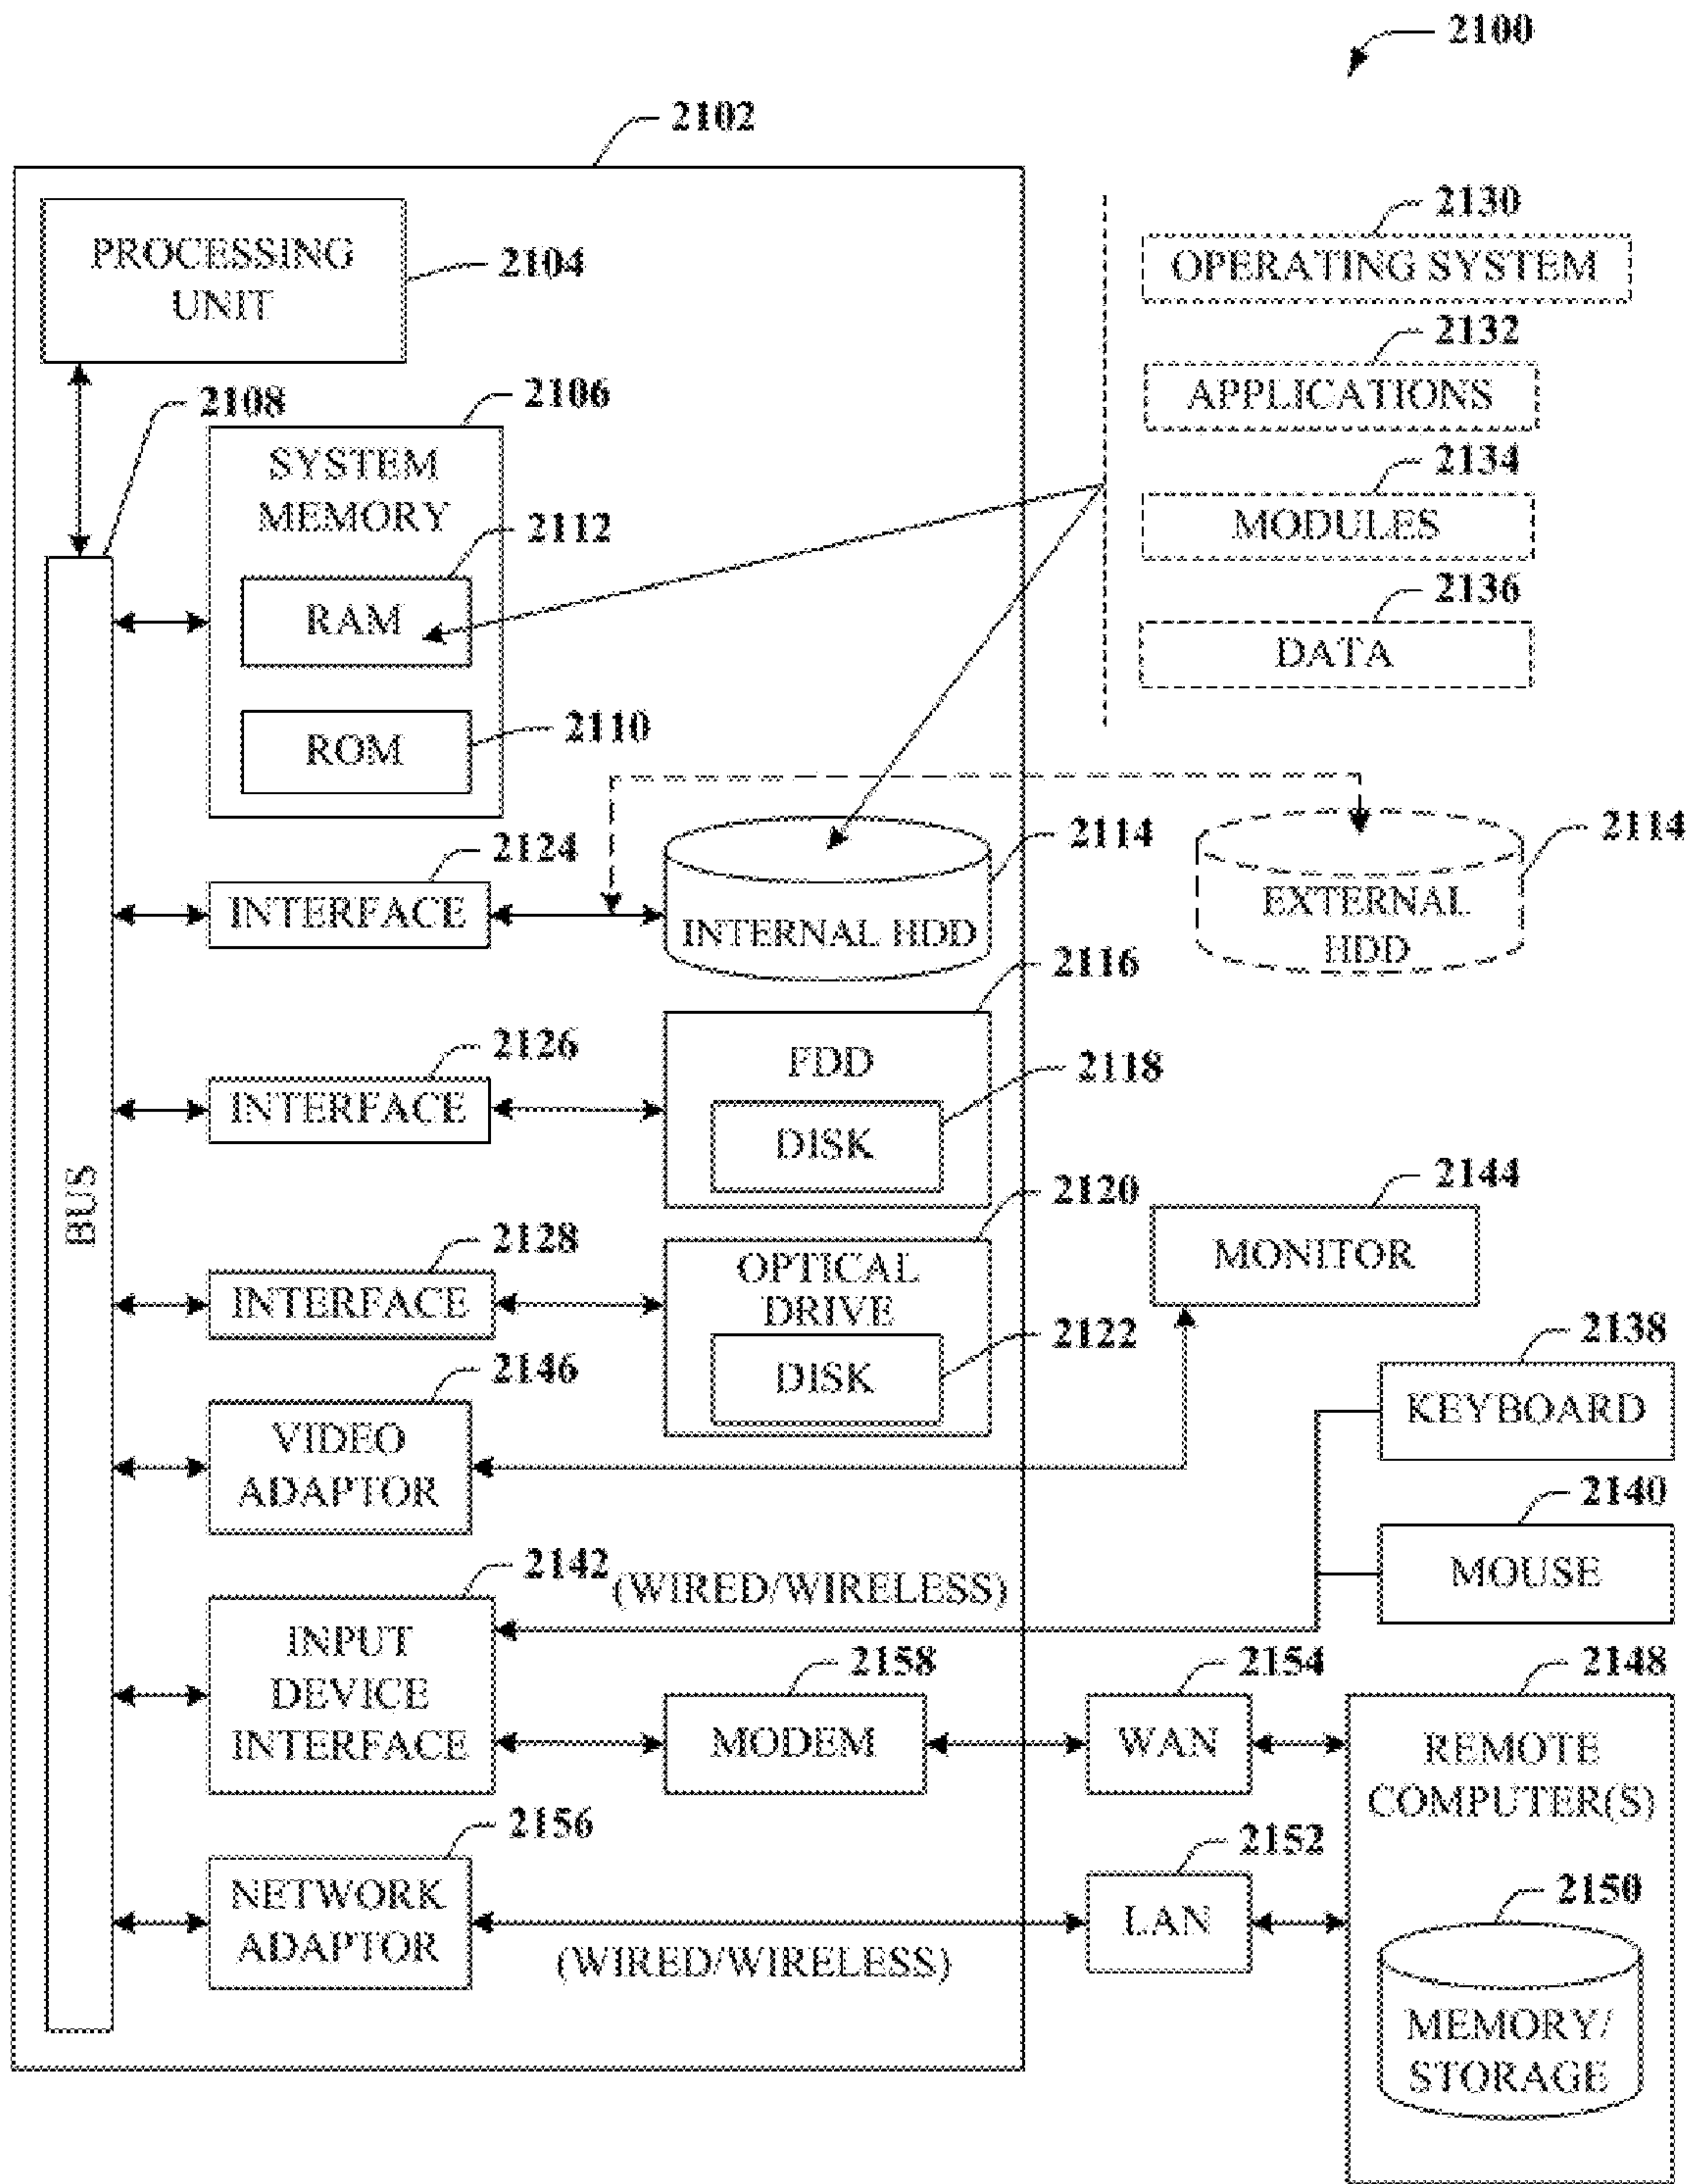 2100
2102
PROCESSING
UNIT
2104
2130
OPERATING SYSTEM
2132
APPLICATIONS
2134
MODULES
2136
DATA
2108
2106
SYSTEM
MEMORY
2112
RAM
2110
ROM
BUS
2124
INTERFACE
2114
INTERNAL HDD
2114
EXTERNAL
HDD
2126
INTERFACE
2116
FDD
2118
DISK
2128
INTERFACE
2120
OPTICAL
DRIVE
2122
DISK
2144
MONITOR
2146
VIDEO
ADAPTOR
2138
KEYBOARD
2140
MOUSE
2142
(WIRED/WIRELESS)
INPUT
DEVICE
INTERFACE
2158
MODEM
2154
WAN
2148
REMOTE
COMPUTER(S)
2156
NETWORK
ADAPTOR
(WIRED/WIRELESS)
2152
LAN
2150
MEMORY/
STORAGE